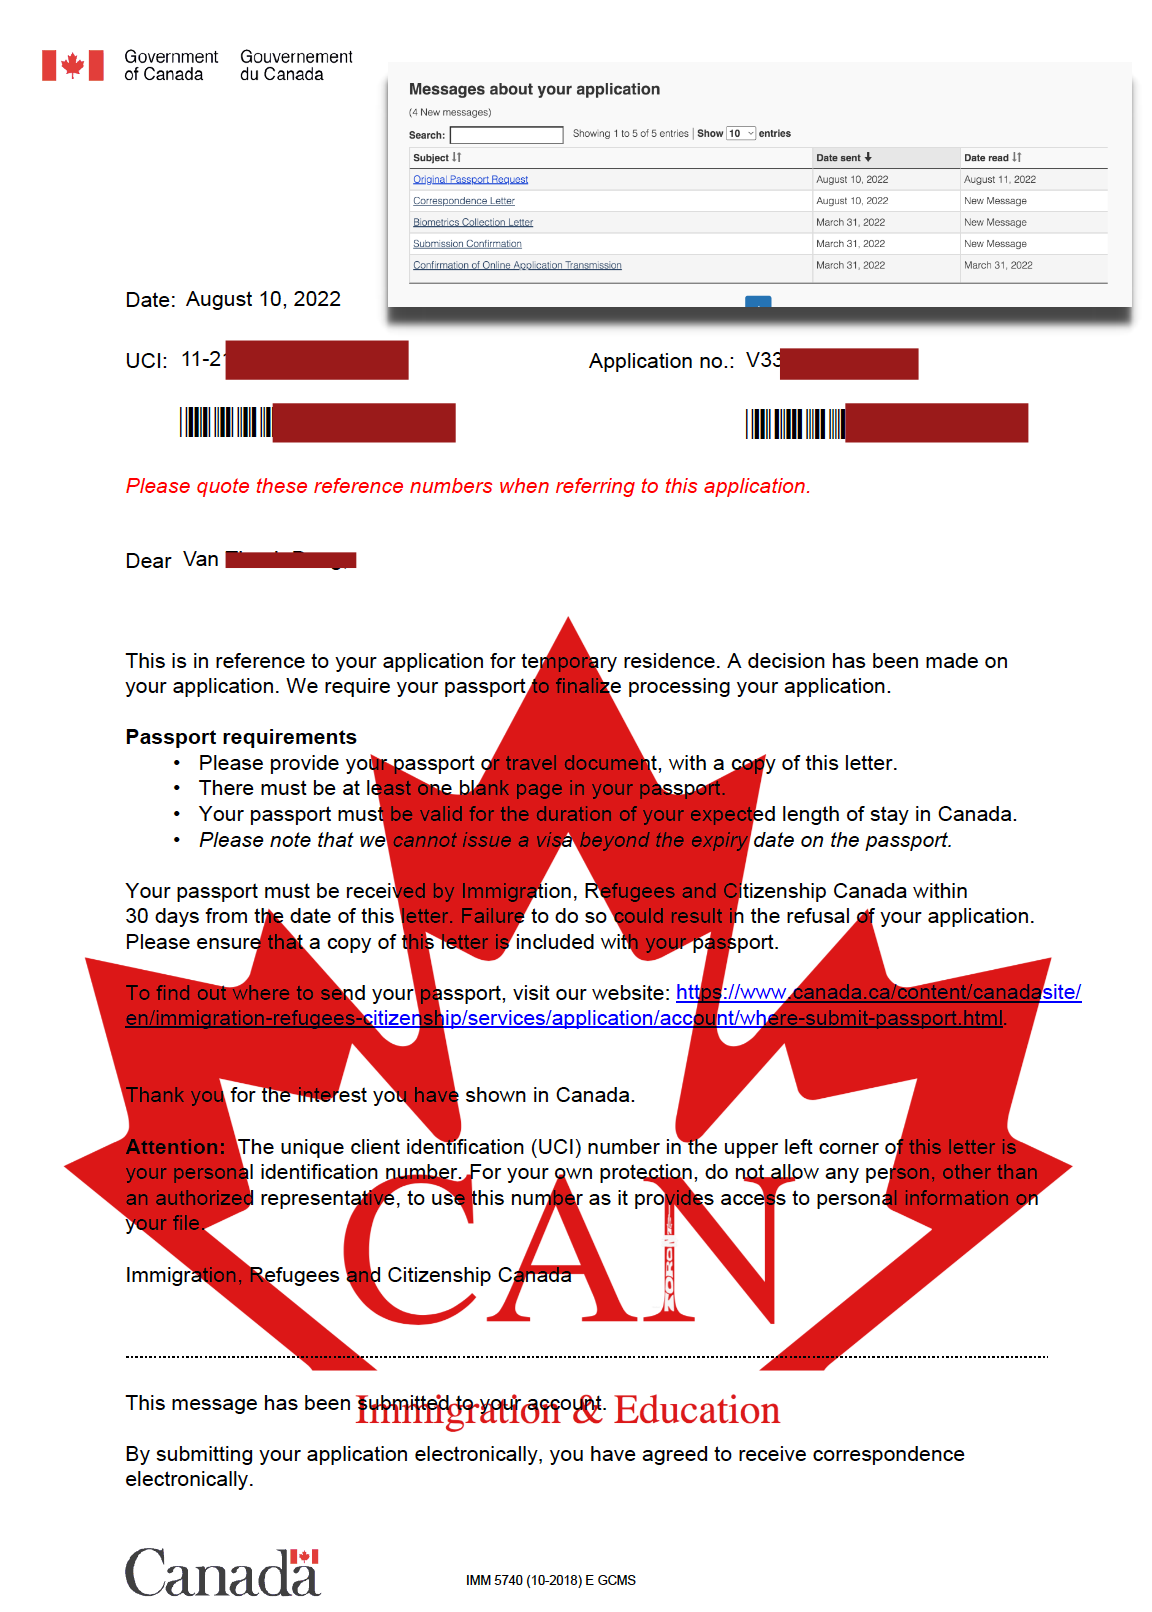 Government
of Canada
Gouvernement
du Canada
Messages about your application
(4 New messages)
Search: Showing 1 to 5 of 5 entries | Show 10 entries
Subject Date sent Date read
Original Passport Request August 10, 2022 August 11, 2022
Correspondence Letter August 10, 2022 New Message
Biometrics Collection Letter March 31, 2022 New Message
Submission Confirmation March 31, 2022 New Message
Confirmation of Online Application Transmission March 31, 2022 March 31, 2022
Date: August 10, 2022
UCI: 11-2 Application no.: V33
Please quote these reference numbers when referring to this application.
Dear Van
This is in reference to your application for temporary residence. A decision has been made on
your application. We require your passport to finalize processing your application.
Passport requirements
• Please provide your passport or travel document, with a copy of this letter.
• There must be at least one blank page in your passport.
• Your passport must be valid for the duration of your expected length of stay in Canada.
• Please note that we cannot issue a visa beyond the expiry date on the passport.
Your passport must be received by Immigration, Refugees and Citizenship Canada within
30 days from the date of this letter. Failure to do so could result in the refusal of your application.
Please ensure that a copy of this letter is included with your passport.
To find out where to send your passport, visit our website: https://www.canada.ca/content/canadasite/
en/immigration-refugees-citizenship/services/application/account/where-submit-passport.html.
Thank you for the interest you have shown in Canada.
Attention: The unique client identification (UCI) number in the upper left corner of this letter is
your personal identification number. For your own protection, do not allow any person, other than
an authorized representative, to use this number as it provides access to personal information on
your file.
CAN
Immigration, Refugees and Citizenship Canada
This message has been submitted to your account.
Immigration & Education
By submitting your application electronically, you have agreed to receive correspondence
electronically.
Canada
IMM 5740 (10-2018) E GCMS